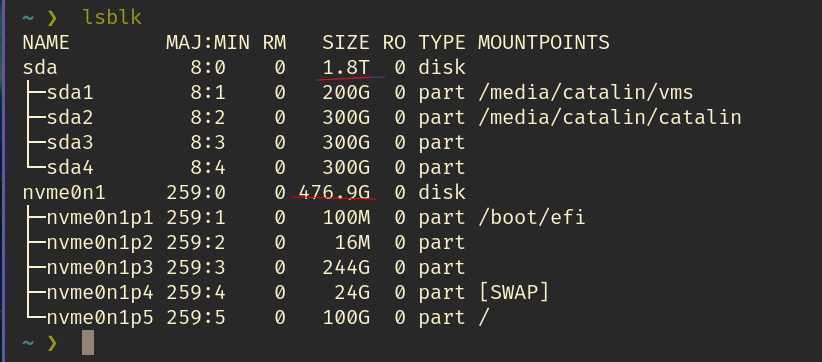 ~ ❯ lsblk
NAME        MAJ:MIN RM   SIZE RO TYPE MOUNTPOINTS
sda           8:0    0   1.8T  0 disk
├─sda1        8:1    0   200G  0 part /media/catalin/vms
├─sda2        8:2    0   300G  0 part /media/catalin/catalin
├─sda3        8:3    0   300G  0 part
└─sda4        8:4    0   300G  0 part
nvme0n1     259:0    0 476.9G  0 disk
├─nvme0n1p1 259:1    0   100M  0 part /boot/efi
├─nvme0n1p2 259:2    0    16M  0 part
├─nvme0n1p3 259:3    0   244G  0 part
├─nvme0n1p4 259:4    0    24G  0 part [SWAP]
└─nvme0n1p5 259:5    0   100G  0 part /
~ ❯